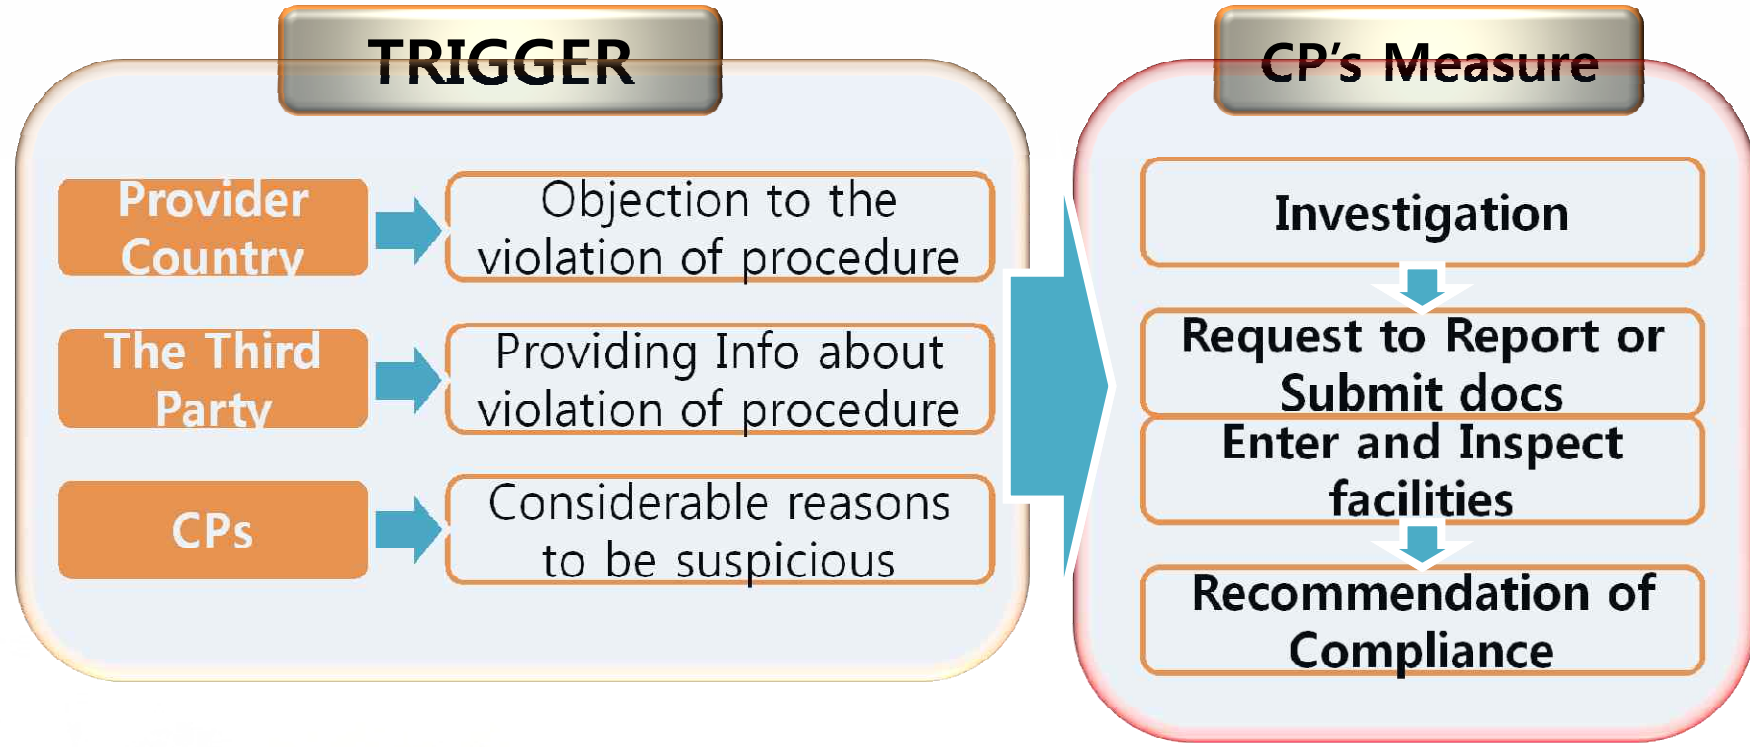 TRIGGER
Provider
Country
Objection to the
violation of procedure
The Third
Party
Providing Info about
violation of procedure
CPs
Considerable reasons
to be suspicious
CP's Measure
Investigation
Request to Report or
Submit docs
Enter and Inspect
facilities
Recommendation of
Compliance